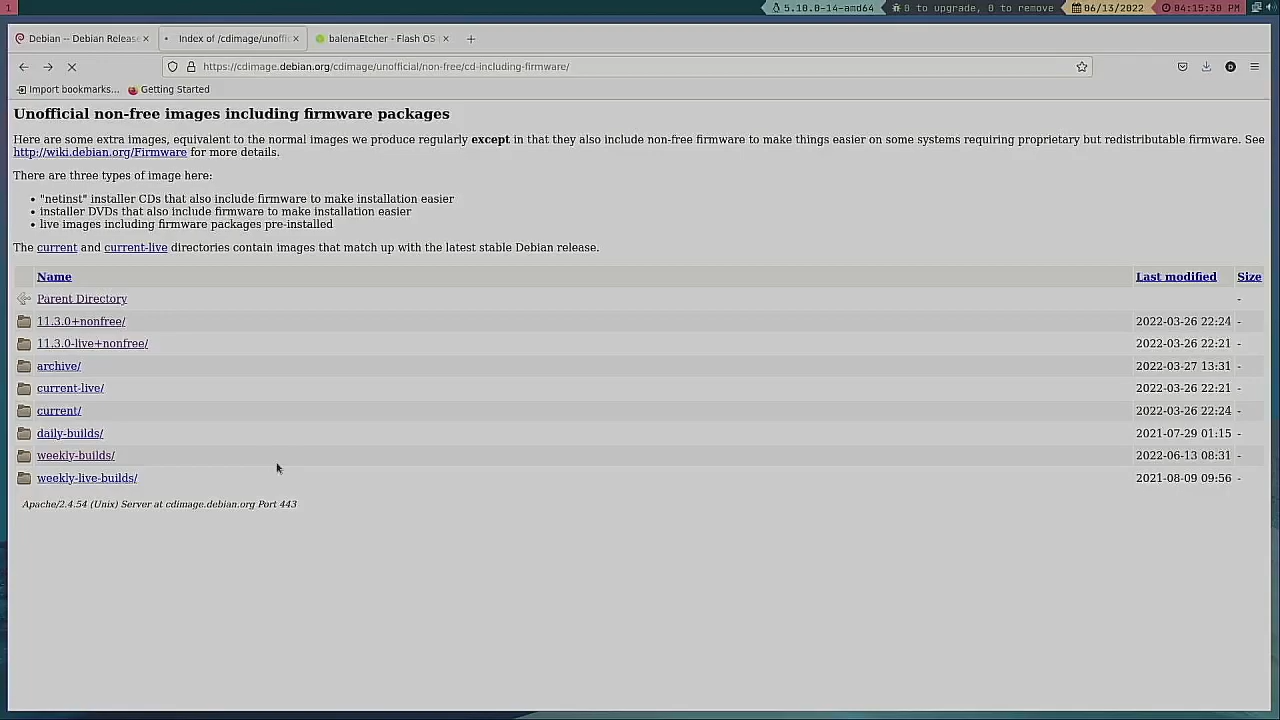 1
5.10.0-14-amd64
0 to upgrade, 0 to remove
06/13/2022
04:15:30 PM
Debian -- Debian Release
Index of /cdimage/unoffi
balenaEtcher - Flash OS
https://cdimage.debian.org/cdimage/unofficial/non-free/cd-including-firmware/
Import bookmarks...
Getting Started
Unofficial non-free images including firmware packages
Here are some extra images, equivalent to the normal images we produce regularly except in that they also include non-free firmware to make things easier on some systems requiring proprietary but redistributable firmware. See
http://wiki.debian.org/Firmware for more details.
There are three types of image here:
• "netinst" installer CDs that also include firmware to make installation easier
• installer DVDs that also include firmware to make installation easier
• live images including firmware packages pre-installed
The current and current-live directories contain images that match up with the latest stable Debian release.
Name Last modified Size
Parent Directory -
11.3.0+nonfree/ 2022-03-26 22:24 -
11.3.0-live+nonfree/ 2022-03-26 22:21 -
archive/ 2022-03-27 13:31 -
current-live/ 2022-03-26 22:21 -
current/ 2022-03-26 22:24 -
daily-builds/ 2021-07-29 01:15 -
weekly-builds/ 2022-06-13 08:31 -
weekly-live-builds/ 2021-08-09 09:56 -
Apache/2.4.54 (Unix) Server at cdimage.debian.org Port 443